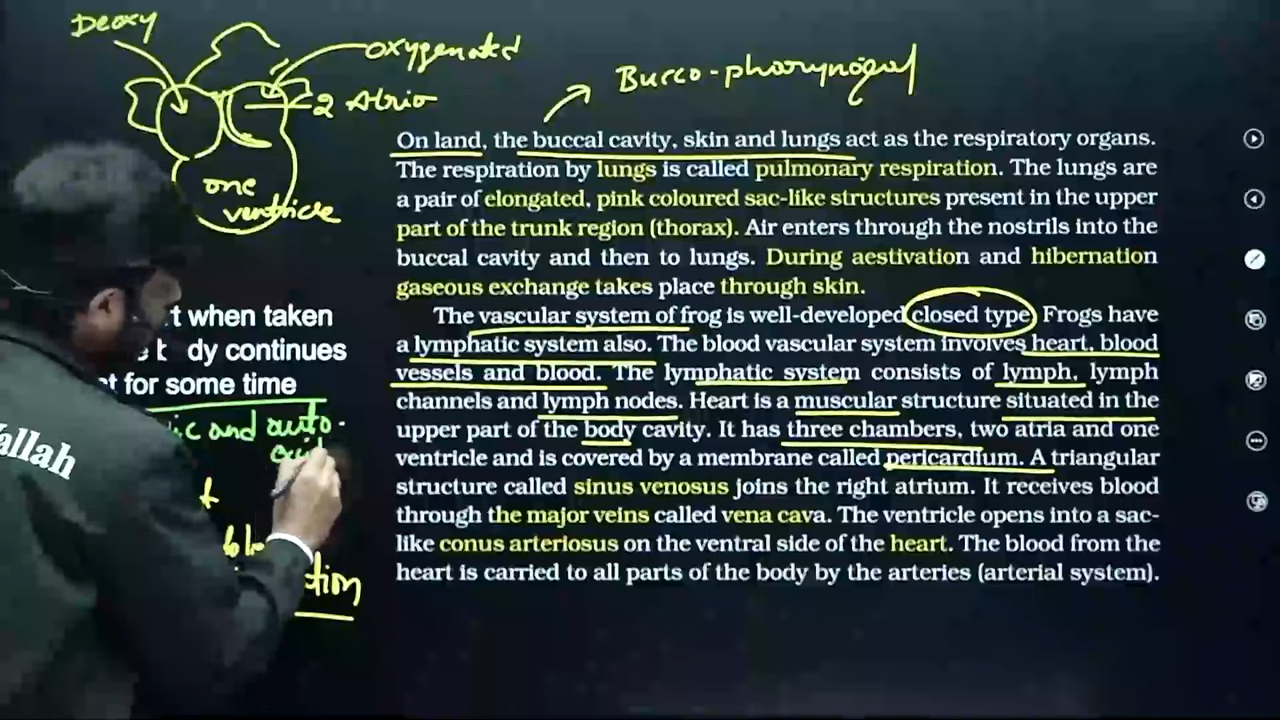 Deoxy
oxygenated
2 Atria
one
ventricle
Bucco-pharyngeal
On land, the buccal cavity, skin and lungs act as the respiratory organs.
The respiration by lungs is called pulmonary respiration. The lungs are
a pair of elongated, pink coloured sac-like structures present in the upper
part of the trunk region (thorax). Air enters through the nostrils into the
buccal cavity and then to lungs. During aestivation and hibernation
gaseous exchange takes place through skin.
The vascular system of frog is well-developed closed type. Frogs have
a lymphatic system also. The blood vascular system involves heart, blood
vessels and blood. The lymphatic system consists of lymph, lymph
channels and lymph nodes. Heart is a muscular structure situated in the
upper part of the body cavity. It has three chambers, two atria and one
ventricle and is covered by a membrane called pericardium. A triangular
structure called sinus venosus joins the right atrium. It receives blood
through the major veins called vena cava. The ventricle opens into a sac-
like conus arteriosus on the ventral side of the heart. The blood from the
heart is carried to all parts of the body by the arteries (arterial system).
t when taken
dy continues
t for some time
ic and auto-
tion
allah